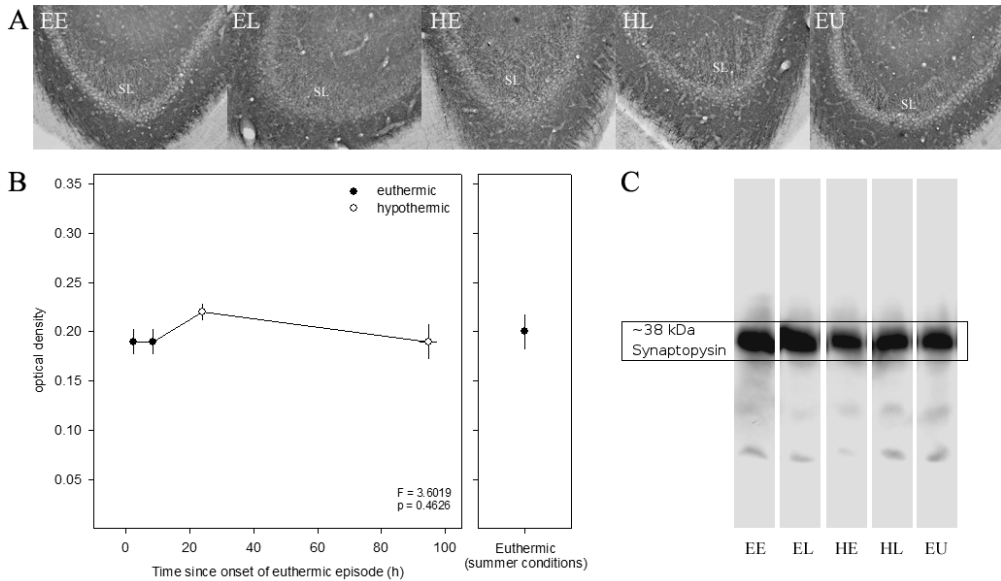 A
EE
EL
HE
HL
EU
SL
SL
SL
SL
SL
B
0.35
0.30
0.25
0.20
0.15
0.10
0.05
optical density
euthermic
hypothermic
F = 3.6019
p = 0.4626
0
20
40
60
80
100
Time since onset of euthermic episode (h)
Euthermic
(summer conditions)
C
~38 kDa
Synaptopysin
EE
EL
HE
HL
EU